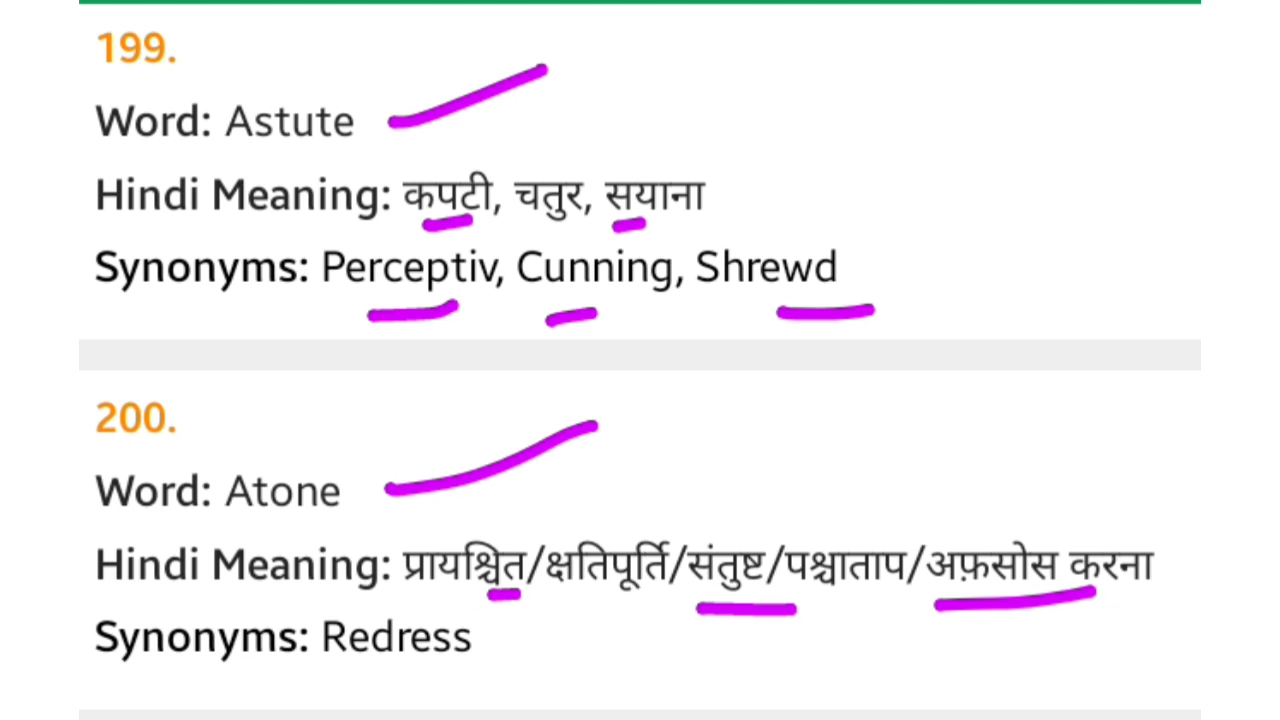 199.
Word: Astute
Hindi Meaning: कपटी, चतुर, सयाना
Synonyms: Perceptiv, Cunning, Shrewd
200.
Word: Atone
Hindi Meaning: प्रायश्चित/क्षतिपूर्ति/संतुष्ट/पश्चाताप/अफ़सोस करना
Synonyms: Redress